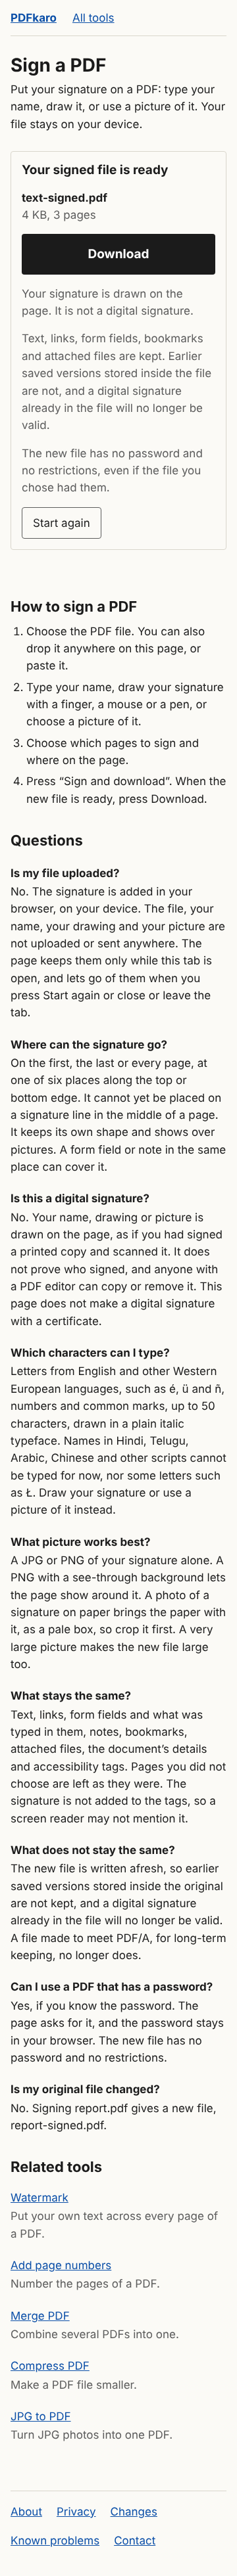 PDFkaro All tools
Sign a PDF
Put your signature on a PDF: type your
name, draw it, or use a picture of it. Your
file stays on your device.
Your signed file is ready
text-signed.pdf
4 KB, 3 pages
Download
Your signature is drawn on the
page. It is not a digital signature.
Text, links, form fields, bookmarks
and attached files are kept. Earlier
saved versions stored inside the file
are not, and a digital signature
already in the file will no longer be
valid.
The new file has no password and
no restrictions, even if the file you
chose had them.
Start again
How to sign a PDF
1. Choose the PDF file. You can also
drop it anywhere on this page, or
paste it.
2. Type your name, draw your signature
with a finger, a mouse or a pen, or
choose a picture of it.
3. Choose which pages to sign and
where on the page.
4. Press “Sign and download”. When the
new file is ready, press Download.
Questions
Is my file uploaded?
No. The signature is added in your
browser, on your device. The file, your
name, your drawing and your picture are
not uploaded or sent anywhere. The
page keeps them only while this tab is
open, and lets go of them when you
press Start again or close or leave the
tab.
Where can the signature go?
On the first, the last or every page, at
one of six places along the top or
bottom edge. It cannot yet be placed on
a signature line in the middle of a page.
It keeps its own shape and shows over
pictures. A form field or note in the same
place can cover it.
Is this a digital signature?
No. Your name, drawing or picture is
drawn on the page, as if you had signed
a printed copy and scanned it. It does
not prove who signed, and anyone with
a PDF editor can copy or remove it. This
page does not make a digital signature
with a certificate.
Which characters can I type?
Letters from English and other Western
European languages, such as é, ü and ñ,
numbers and common marks, up to 50
characters, drawn in a plain italic
typeface. Names in Hindi, Telugu,
Arabic, Chinese and other scripts cannot
be typed for now, nor some letters such
as Ł. Draw your signature or use a
picture of it instead.
What picture works best?
A JPG or PNG of your signature alone. A
PNG with a see-through background lets
the page show around it. A photo of a
signature on paper brings the paper with
it, as a pale box, so crop it first. A very
large picture makes the new file large
too.
What stays the same?
Text, links, form fields and what was
typed in them, notes, bookmarks,
attached files, the document’s details
and accessibility tags. Pages you did not
choose are left as they were. The
signature is not added to the tags, so a
screen reader may not mention it.
What does not stay the same?
The new file is written afresh, so earlier
saved versions stored inside the original
are not kept, and a digital signature
already in the file will no longer be valid.
A file made to meet PDF/A, for long-term
keeping, no longer does.
Can I use a PDF that has a password?
Yes, if you know the password. The
page asks for it, and the password stays
in your browser. The new file has no
password and no restrictions.
Is my original file changed?
No. Signing report.pdf gives a new file,
report-signed.pdf.
Related tools
Watermark
Put your own text across every page of
a PDF.
Add page numbers
Number the pages of a PDF.
Merge PDF
Combine several PDFs into one.
Compress PDF
Make a PDF file smaller.
JPG to PDF
Turn JPG photos into one PDF.
About Privacy Changes
Known problems Contact